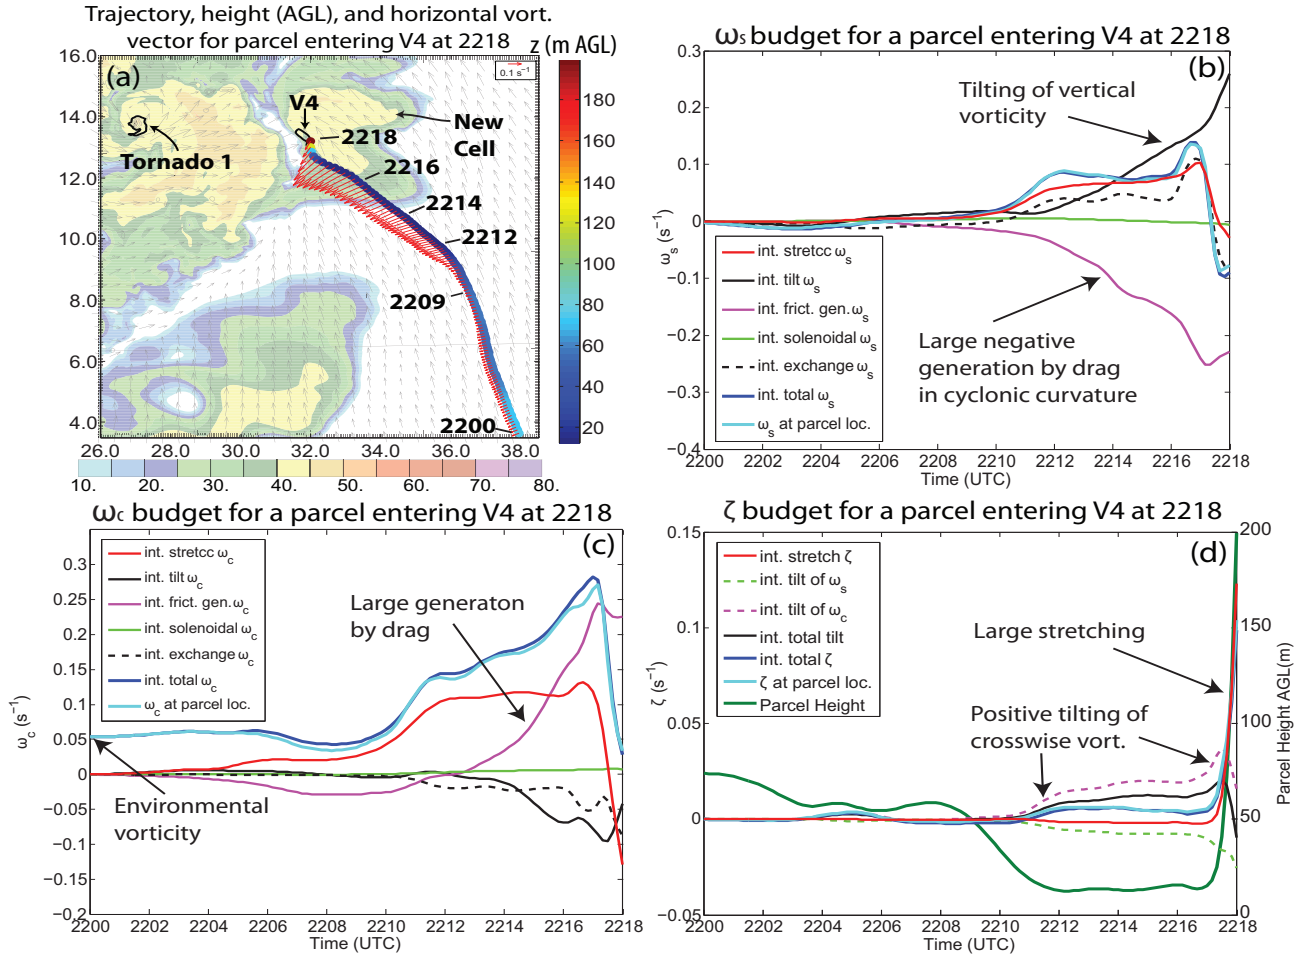 Trajectory, height (AGL), and horizontal vort.
vector for parcel entering V4 at 2218
z (m AGL)
(a)
0.1 s⁻¹
V4
2218
New
Cell
Tornado 1
2216
2214
2212
2209
2200
16.0
14.0
12.0
10.0
8.0
6.0
4.0
26.0 28.0 30.0 32.0 34.0 36.0 38.0
10. 20. 30. 40. 50. 60. 70. 80.
180
160
140
120
100
80
60
40
20
ωs budget for a parcel entering V4 at 2218
(b)
Tilting of vertical
vorticity
int. stretcc ωs
int. tilt ωs
int. frict. gen. ωs
int. solenoidal ωs
int. exchange ωs
int. total ωs
ωs at parcel loc.
Large negative
generation by drag
in cyclonic curvature
ωs (s⁻¹)
0.3
0.2
0.1
0
−0.1
−0.2
−0.3
−0.4
2200 2202 2204 2206 2208 2210 2212 2214 2216 2218
Time (UTC)
ωc budget for a parcel entering V4 at 2218
(c)
int. stretcc ωc
int. tilt ωc
int. frict. gen. ωc
int. solenoidal ωc
int. exchange ωc
int. total ωc
ωc at parcel loc.
Large generaton
by drag
Environmental
vorticity
ωc (s⁻¹)
0.3
0.25
0.2
0.15
0.1
0.05
0
−0.05
−0.1
−0.15
−0.2
2200 2202 2204 2206 2208 2210 2212 2214 2216 2218
Time (UTC)
ζ budget for a parcel entering V4 at 2218
(d)
int. stretch ζ
int. tilt of ωs
int. tilt of ωc
int. total tilt
int. total ζ
ζ at parcel loc.
Parcel Height
Large stretching
Positive tilting of
crosswise vort.
ζ (s⁻¹)
0.15
0.1
0.05
0
−0.05
200
150
100
50
0
Parcel Height AGL(m)
2200 2202 2204 2206 2208 2210 2212 2214 2216 2218
Time (UTC)